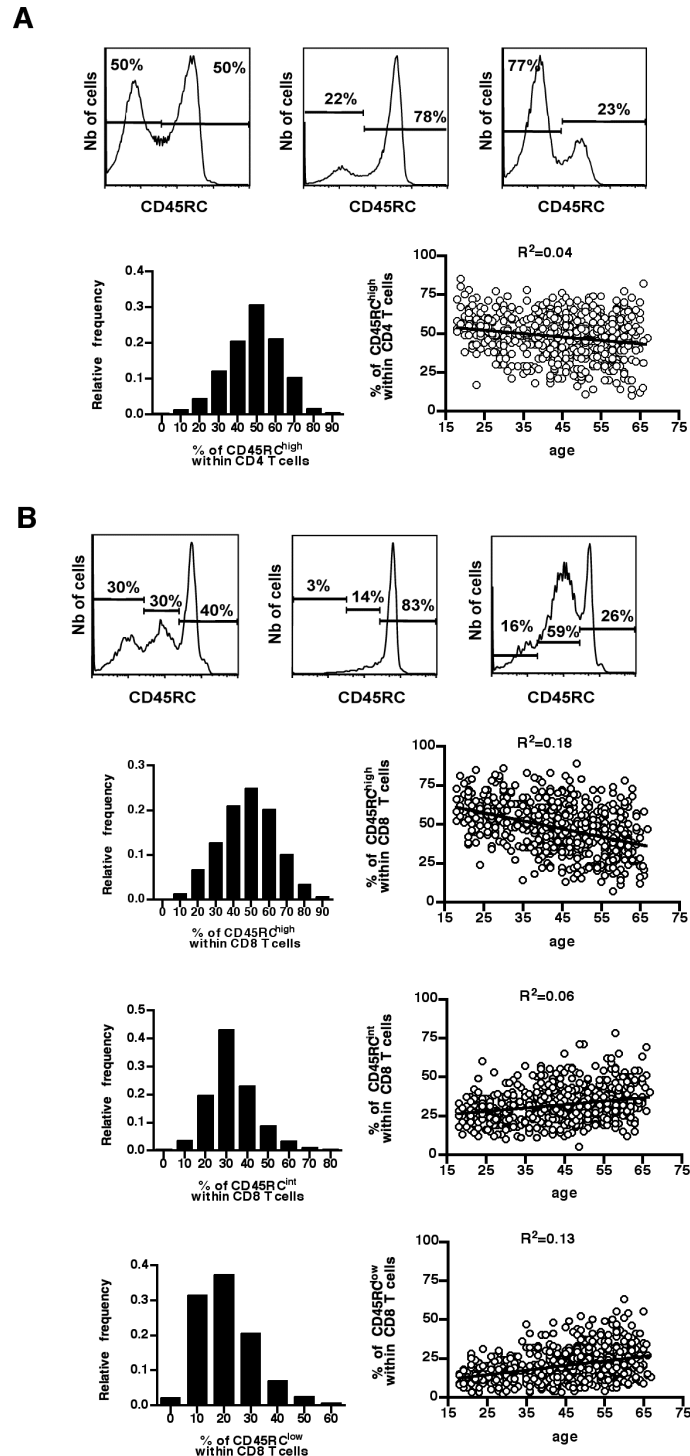 A
50%
50%
Nb of cells
CD45RC
22%
78%
Nb of cells
CD45RC
77%
23%
Nb of cells
CD45RC
0.4
0.3
0.2
0.1
0.0
Relative frequency
0 10 20 30 40 50 60 70 80 90
% of CD45RChigh
within CD4 T cells
R2=0.04
100
75
50
25
0
% of CD45RChigh
within CD4 T cells
15 25 35 45 55 65 75
age
B
30%
30%
40%
Nb of cells
CD45RC
3%
14%
83%
Nb of cells
CD45RC
16%
59%
26%
Nb of cells
CD45RC
0.3
0.2
0.1
0.0
Relative frequency
0 10 20 30 40 50 60 70 80 90
% of CD45RChigh
within CD8 T cells
R2=0.18
100
75
50
25
0
% of CD45RChigh
within CD8 T cells
15 25 35 45 55 65 75
age
0.5
0.4
0.3
0.2
0.1
0.0
Relative frequency
0 10 20 30 40 50 60 70 80
% of CD45RCint
within CD8 T cells
R2=0.06
100
75
50
25
0
% of CD45RCint
within CD8 T cells
15 25 35 45 55 65 75
age
0.4
0.3
0.2
0.1
0.0
Relative frequency
0 10 20 30 40 50 60
% of CD45RClow
within CD8 T cells
R2=0.13
100
75
50
25
0
% of CD45RClow
within CD8 T cells
15 25 35 45 55 65 75
age